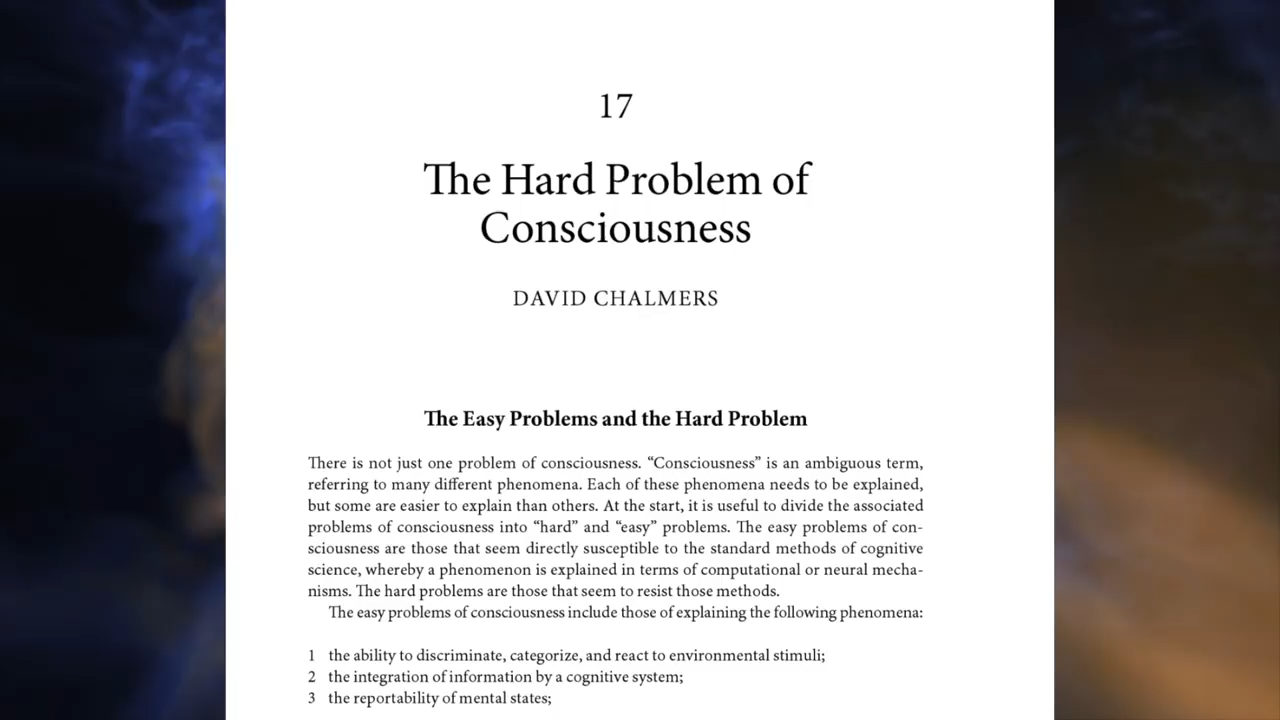 17
The Hard Problem of
Consciousness
DAVID CHALMERS
The Easy Problems and the Hard Problem
There is not just one problem of consciousness. “Consciousness” is an ambiguous term,
referring to many different phenomena. Each of these phenomena needs to be explained,
but some are easier to explain than others. At the start, it is useful to divide the associated
problems of consciousness into “hard” and “easy” problems. The easy problems of con-
sciousness are those that seem directly susceptible to the standard methods of cognitive
science, whereby a phenomenon is explained in terms of computational or neural mecha-
nisms. The hard problems are those that seem to resist those methods.
The easy problems of consciousness include those of explaining the following phenomena:
1 the ability to discriminate, categorize, and react to environmental stimuli;
2 the integration of information by a cognitive system;
3 the reportability of mental states;